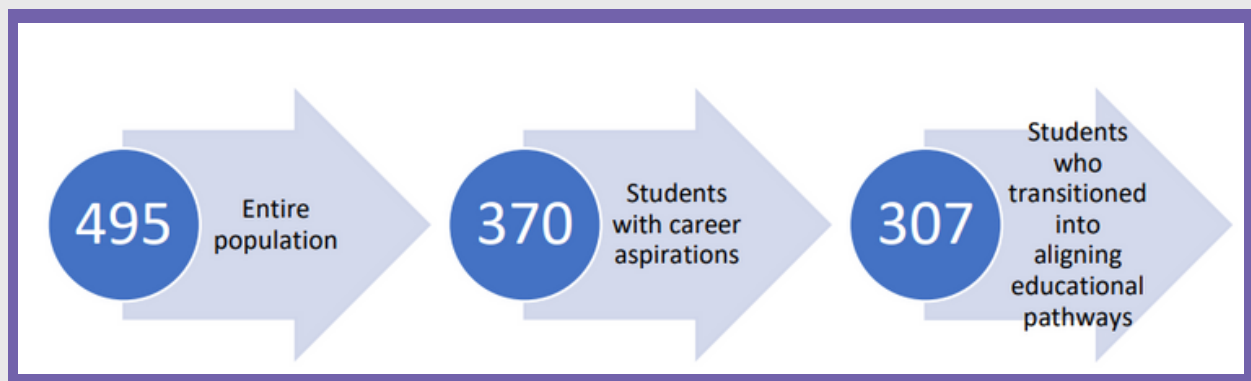 495
Entire
population
370
Students
with career
aspirations
307
Students
who
transitioned
into
aligning
educational
pathways